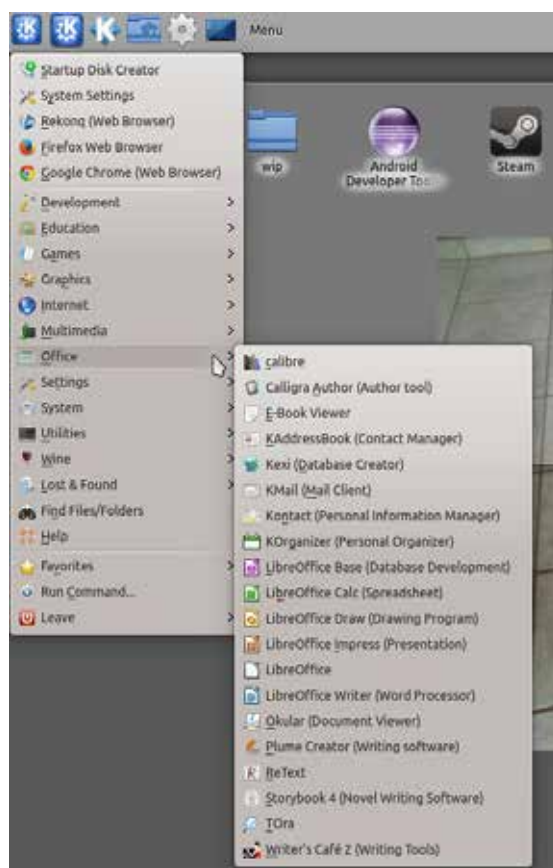 Menu
Startup Disk Creator
System Settings
Rekonq (Web Browser)
Firefox Web Browser
Google Chrome (Web Browser)
Development
Education
Games
Graphics
Internet
Multimedia
Office
Settings
System
Utilities
Wine
Lost & Found
Find Files/Folders
Help
Favorites
Run Command...
Leave
wip
Android
Developer Too...
Steam
calibre
Calligra Author (Author tool)
E-Book Viewer
KAddressBook (Contact Manager)
Kexi (Database Creator)
KMail (Mail Client)
Kontact (Personal Information Manager)
KOrganizer (Personal Organizer)
LibreOffice Base (Database Development)
LibreOffice Calc (Spreadsheet)
LibreOffice Draw (Drawing Program)
LibreOffice Impress (Presentation)
LibreOffice
LibreOffice Writer (Word Processor)
Okular (Document Viewer)
Plume Creator (Writing software)
ReText
Storybook 4 (Novel Writing Software)
TOra
Writer's Café 2 (Writing Tools)